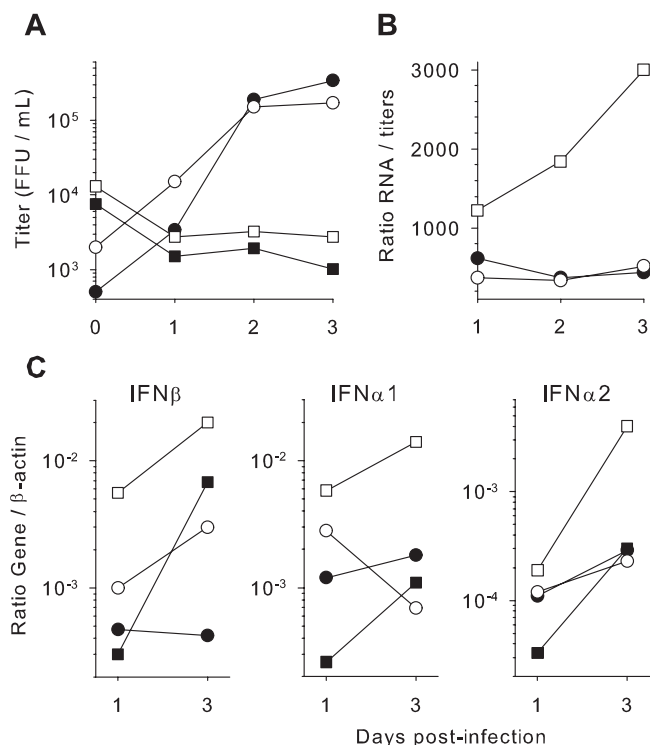 A
Titer (FFU / mL)
10^5
10^4
10^3
0 1 2 3
B
Ratio RNA / titers
3000
2000
1000
1 2 3
C
Ratio Gene / β-actin
IFNβ
10^-2
10^-3
1 3
IFNα1
10^-2
10^-3
1 3
IFNα2
10^-3
10^-4
1 3
Days post-infection